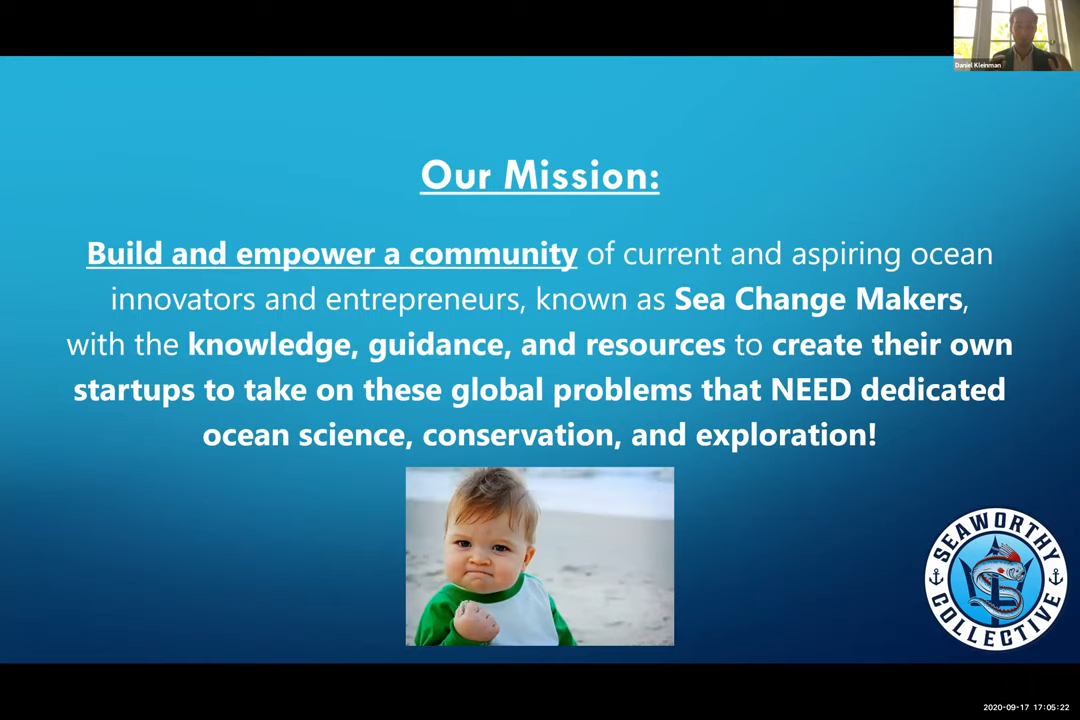 Daniel Kleinman
Our Mission:
Build and empower a community of current and aspiring ocean
innovators and entrepreneurs, known as Sea Change Makers,
with the knowledge, guidance, and resources to create their own
startups to take on these global problems that NEED dedicated
ocean science, conservation, and exploration!
SEAWORTHY
COLLECTIVE
2020-09-17 17:05:22